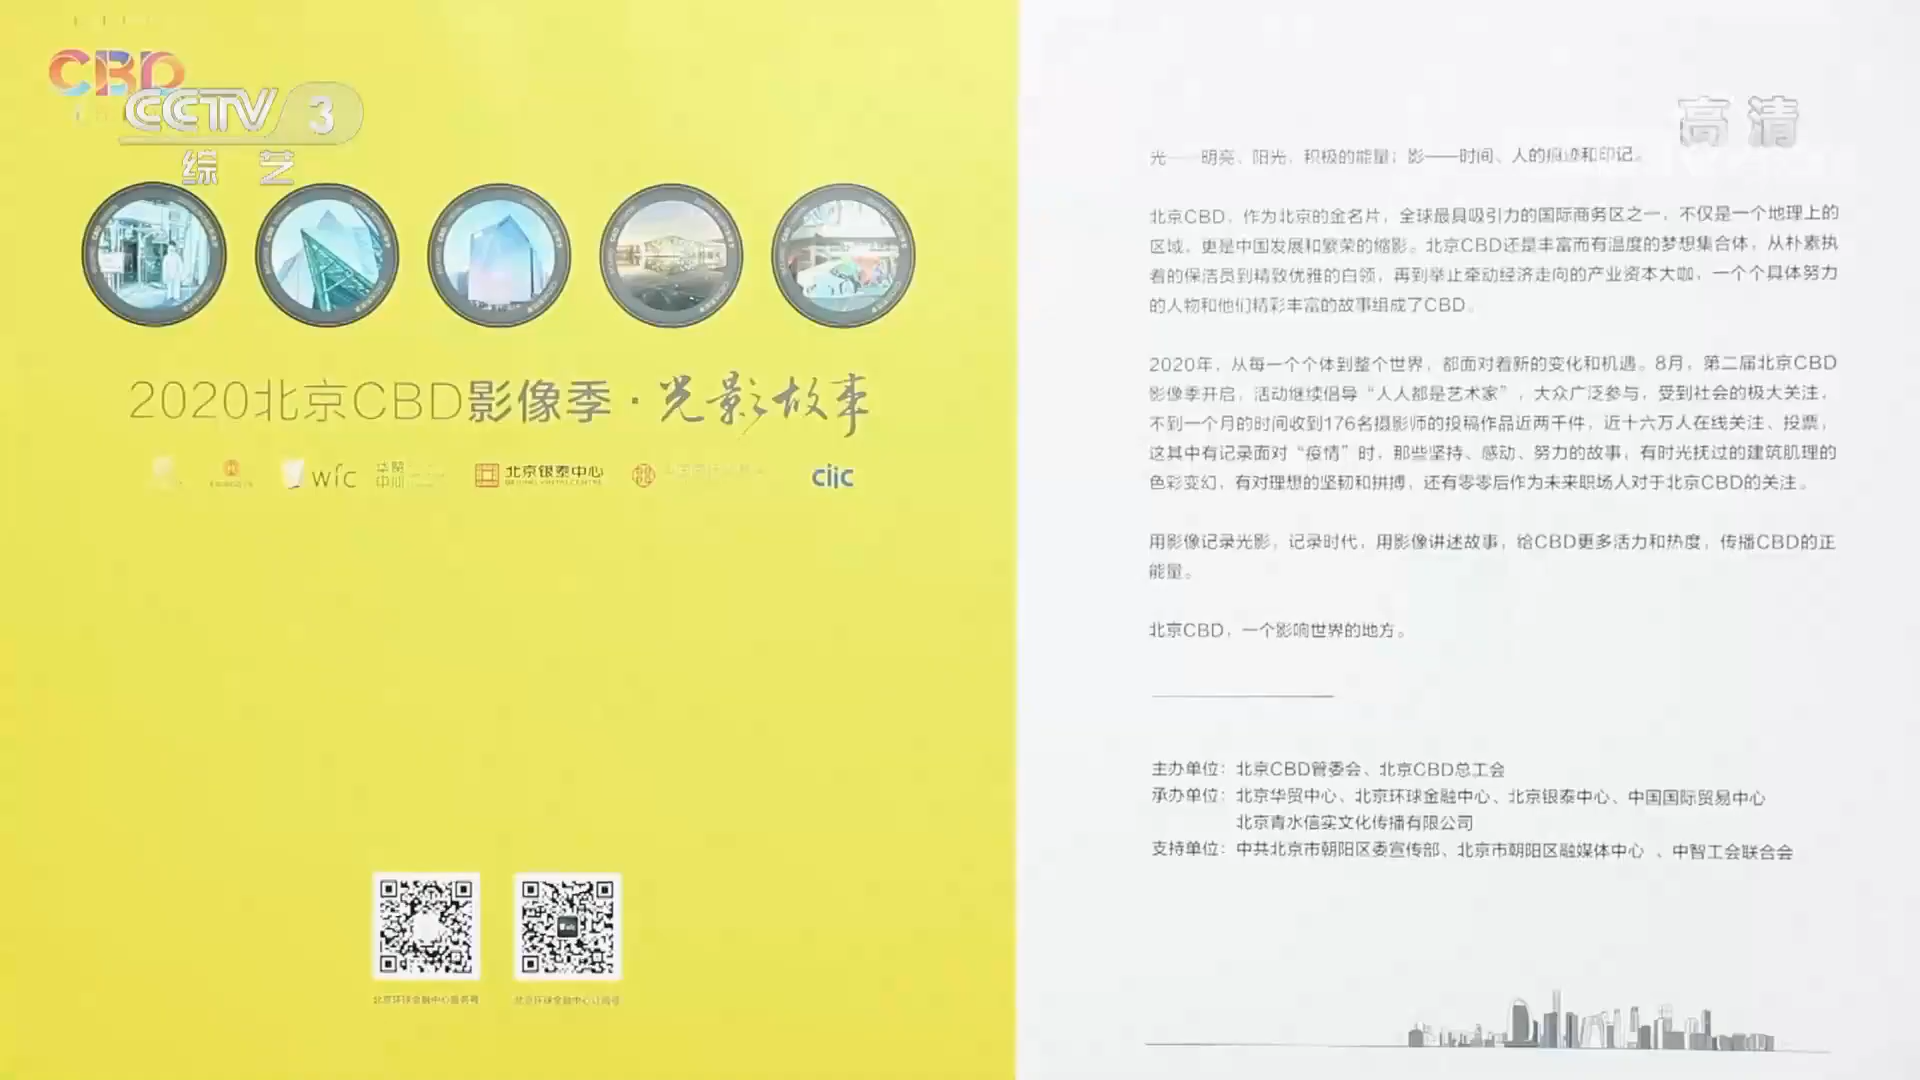 CBD
CCTV 3
综艺
高清
2020北京CBD影像季·光影故事
wfc
北京银泰中心
BEIJING YINTAI CENTRE
ciic
北京环球金融中心服务号
北京环球金融中心订阅号
光——明亮、阳光、积极的能量；影——时间、人的痕迹和印记。
北京CBD，作为北京的金名片，全球最具吸引力的国际商务区之一，不仅是一个地理上的
区域，更是中国发展和繁荣的缩影。北京CBD还是丰富而有温度的梦想集合体，从朴素执
着的保洁员到精致优雅的白领，再到举止牵动经济走向的产业资本大咖，一个个具体努力
的人物和他们精彩丰富的故事组成了CBD。
2020年，从每一个个体到整个世界，都面对着新的变化和机遇。8月，第二届北京CBD
影像季开启，活动继续倡导“人人都是艺术家”，大众广泛参与，受到社会的极大关注，
不到一个月的时间收到176名摄影师的投稿作品近两千件，近十六万人在线关注、投票，
这其中有记录面对“疫情”时，那些坚持、感动、努力的故事，有时光抚过的建筑肌理的
色彩变幻，有对理想的坚韧和拼搏，还有零零后作为未来职场人对于北京CBD的关注。
用影像记录光影，记录时代，用影像讲述故事，给CBD更多活力和热度，传播CBD的正
能量。
北京CBD，一个影响世界的地方。
主办单位：北京CBD管委会、北京CBD总工会
承办单位：北京华贸中心、北京环球金融中心、北京银泰中心、中国国际贸易中心
北京青水信实文化传播有限公司
支持单位：中共北京市朝阳区委宣传部、北京市朝阳区融媒体中心 、中智工会联合会